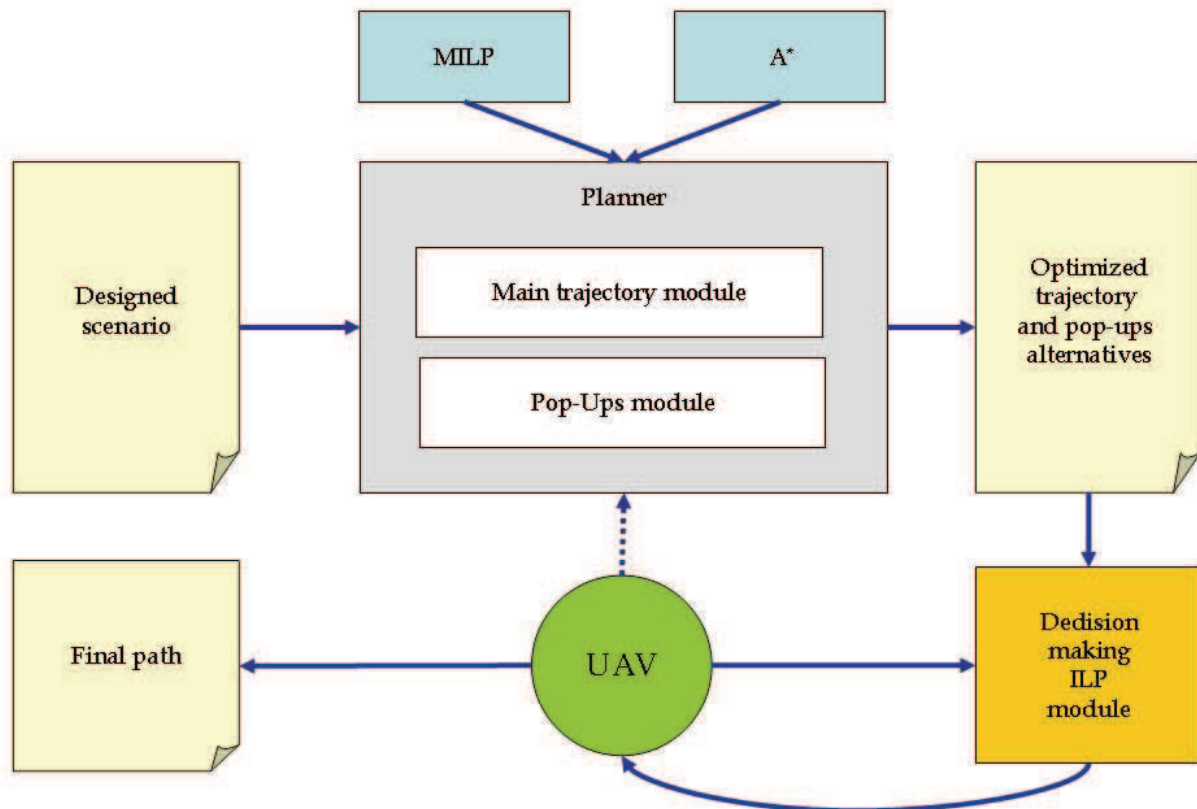 MILP
A*
Planner
Main trajectory module
Pop-Ups module
Designed
scenario
Optimized
trajectory
and pop-ups
alternatives
Final path
UAV
Dedision
making
ILP
module